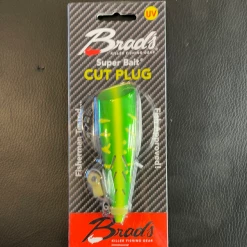 UV
Brad's
KILLER FISHING GEAR
Super Bait
CUT PLUG
Fisherman Tested...
Fish Approved!
Brad's
KILLER FISHING GEAR